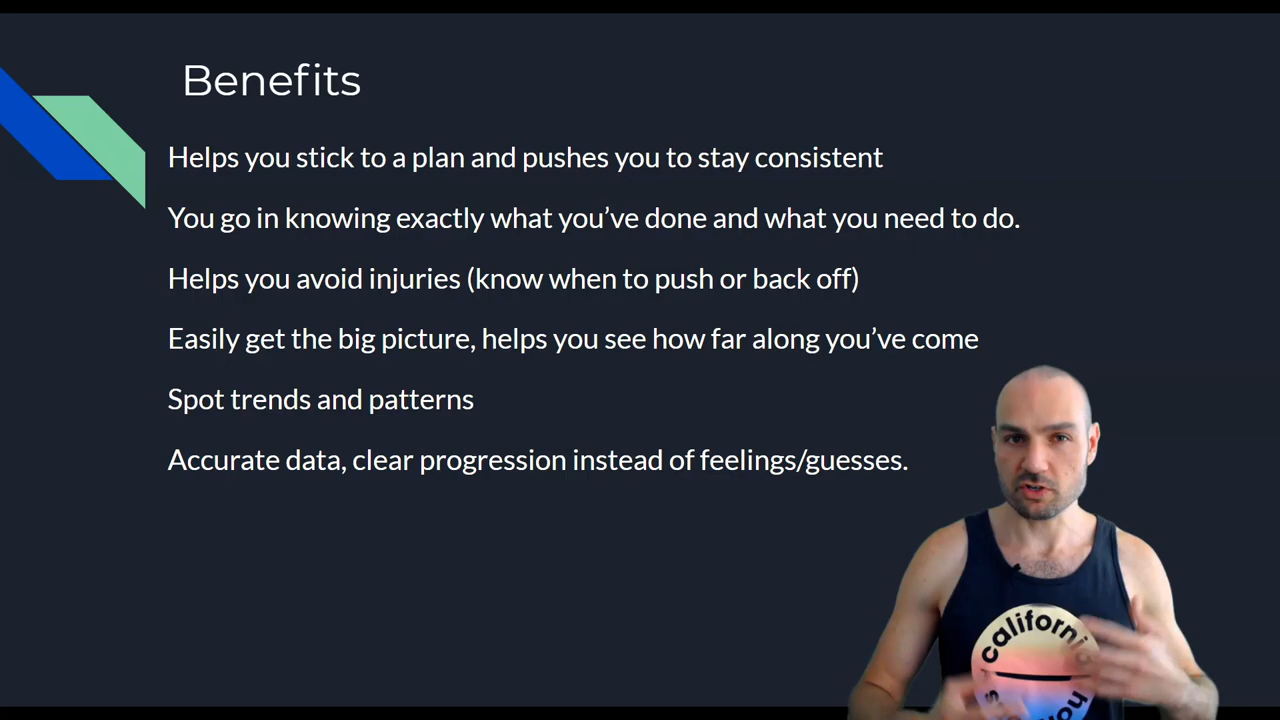 Benefits
Helps you stick to a plan and pushes you to stay consistent
You go in knowing exactly what you’ve done and what you need to do.
Helps you avoid injuries (know when to push or back off)
Easily get the big picture, helps you see how far along you’ve come
Spot trends and patterns
Accurate data, clear progression instead of feelings/guesses.
california